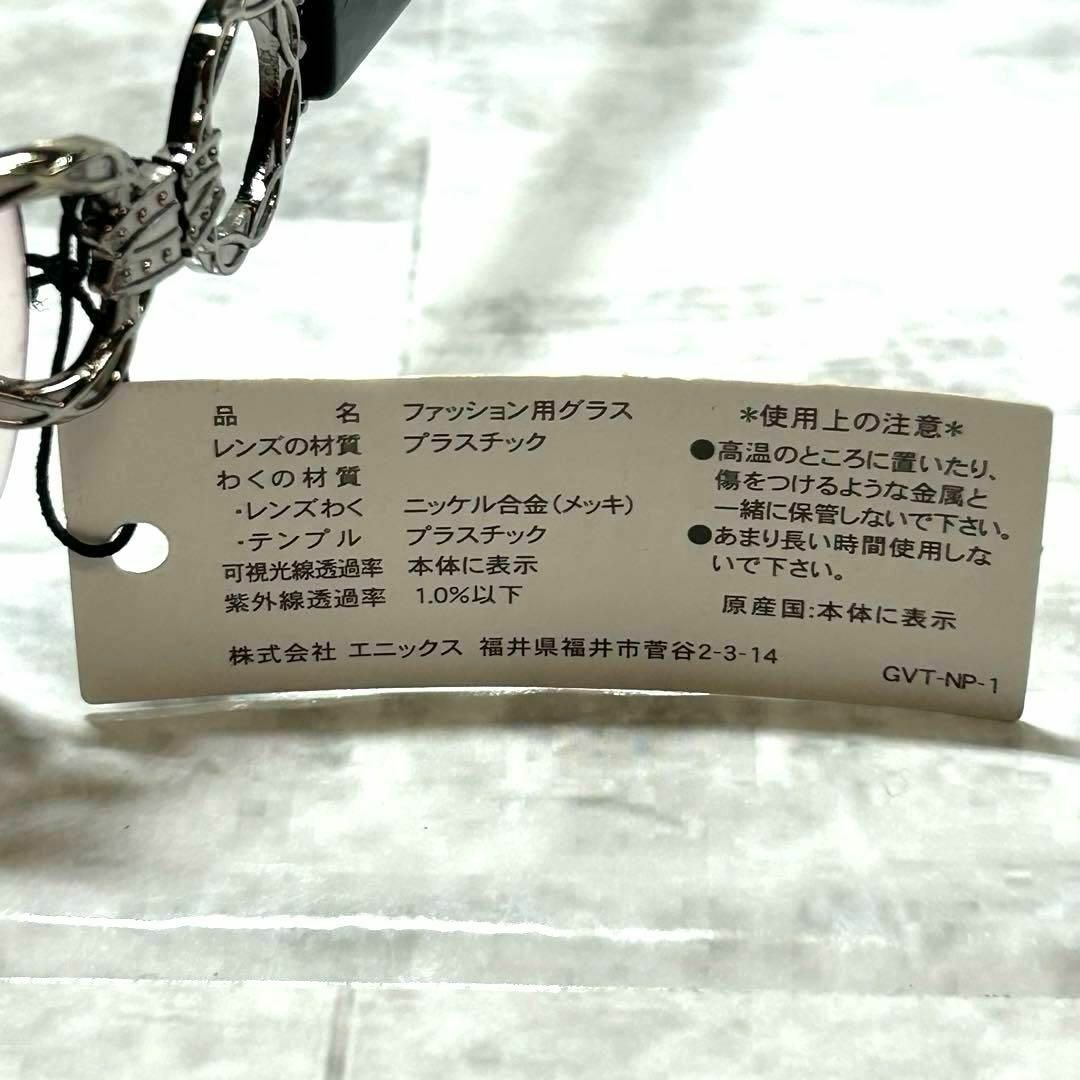 品名 ファッション用グラス
レンズの材質 プラスチック
わくの材質
・レンズわく ニッケル合金(メッキ)
・テンプル プラスチック
可視光線透過率 本体に表示
紫外線透過率 1.0%以下
*使用上の注意*
●高温のところに置いたり、
傷をつけるような金属と
一緒に保管しないで下さい。
●あまり長い時間使用しな
いで下さい。
原産国:本体に表示
株式会社 エニックス 福井県福井市菅谷2-3-14
GVT-NP-1